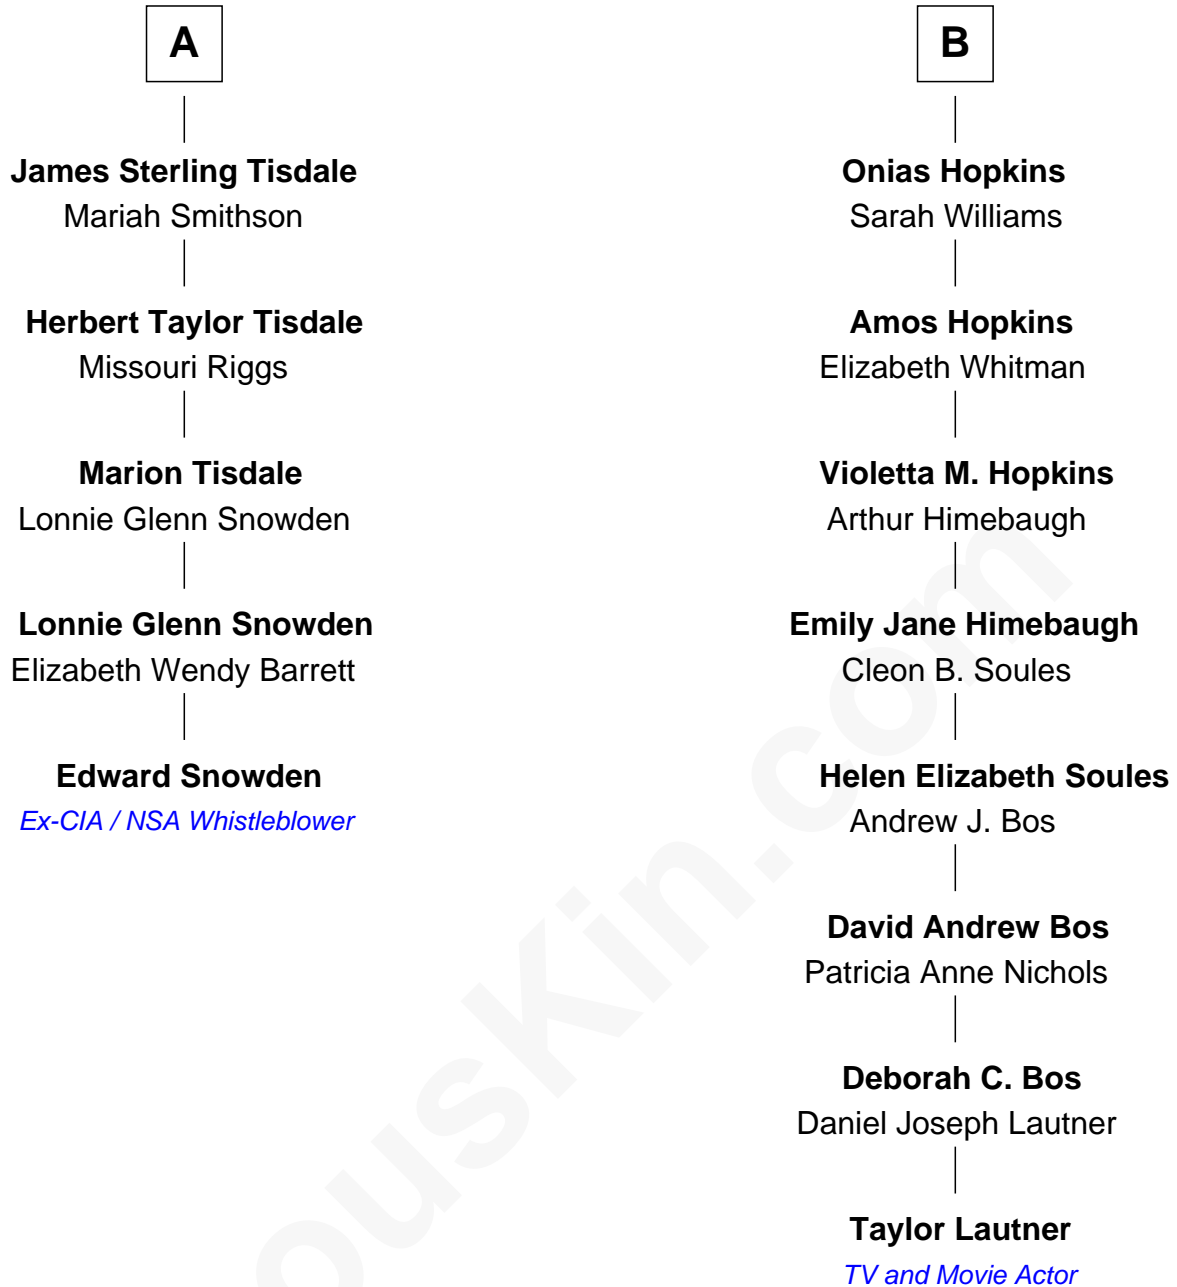 A
James Sterling Tisdale
Mariah Smithson
Herbert Taylor Tisdale
Missouri Riggs
Marion Tisdale
Lonnie Glenn Snowden
Lonnie Glenn Snowden
Elizabeth Wendy Barrett
Edward Snowden
Ex-CIA / NSA Whistleblower
B
Onias Hopkins
Sarah Williams
Amos Hopkins
Elizabeth Whitman
Violetta M. Hopkins
Arthur Himebaugh
Emily Jane Himebaugh
Cleon B. Soules
Helen Elizabeth Soules
Andrew J. Bos
David Andrew Bos
Patricia Anne Nichols
Deborah C. Bos
Daniel Joseph Lautner
Taylor Lautner
TV and Movie Actor
ousKin.com